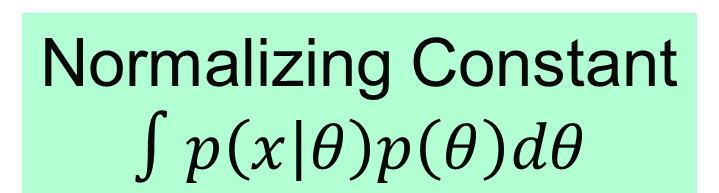 Normalizing Constant
∫ p(x|θ)p(θ)dθ